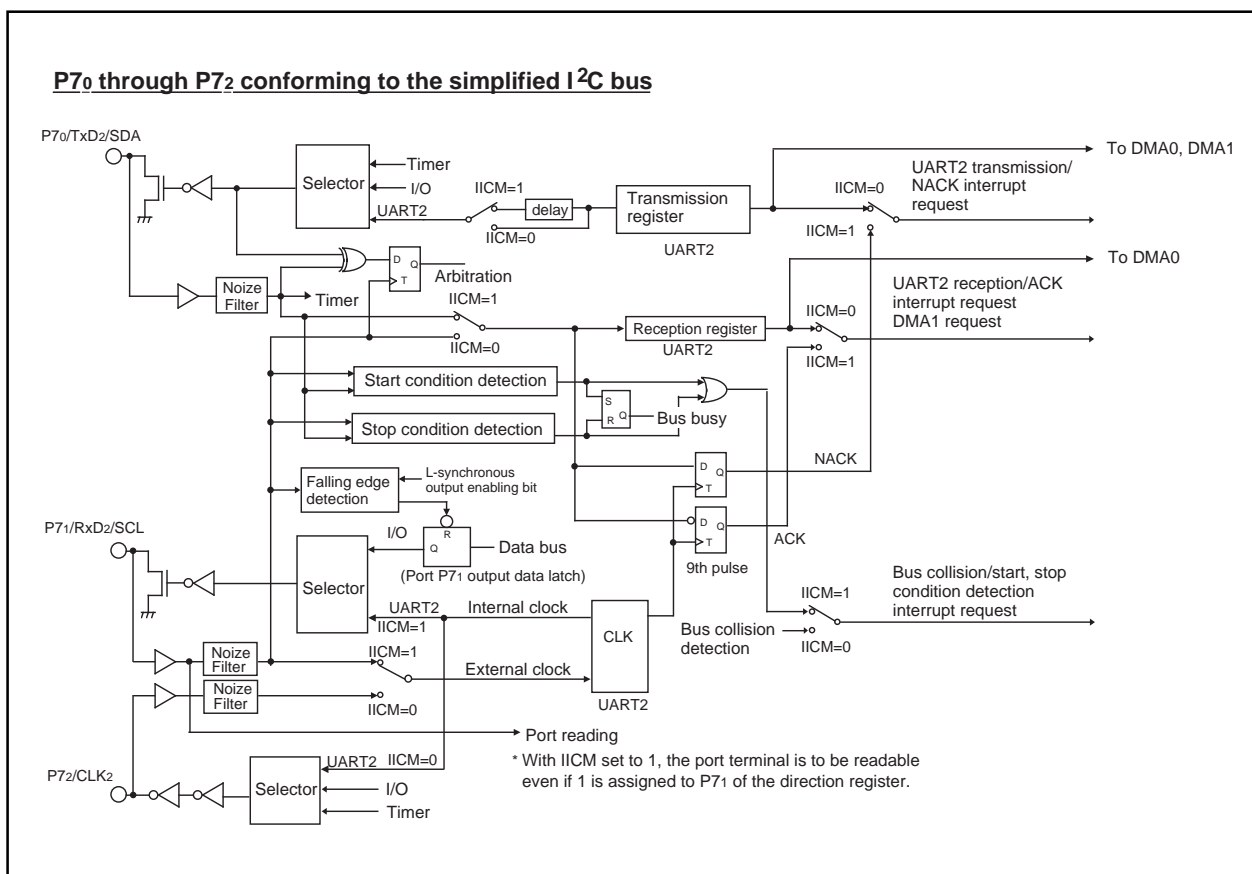 P70 through P72 conforming to the simplified I2C bus
P70/TxD2/SDA
Selector
Timer
I/O
UART2
IICM=1
delay
IICM=0
Transmission
register
UART2
To DMA0, DMA1
IICM=0
UART2 transmission/
NACK interrupt
request
IICM=1
D
Q
T
Arbitration
Noize
Filter
Timer
To DMA0
IICM=1
IICM=0
Reception register
UART2
IICM=0
UART2 reception/ACK
interrupt request
DMA1 request
IICM=1
Start condition detection
S
R
Q
Bus busy
Stop condition detection
NACK
D
Q
T
Falling edge
detection
L-synchronous
output enabling bit
D
Q
T
ACK
9th pulse
P71/RxD2/SCL
I/O
R
Q
Data bus
(Port P71 output data latch)
Selector
UART2
IICM=1
Internal clock
CLK
UART2
Bus collision/start, stop
condition detection
interrupt request
IICM=1
Bus collision
detection
IICM=0
Noize
Filter
IICM=1
External clock
Noize
Filter
IICM=0
Port reading
* With IICM set to 1, the port terminal is to be readable
even if 1 is assigned to P71 of the direction register.
P72/CLK2
Selector
UART2
IICM=0
I/O
Timer